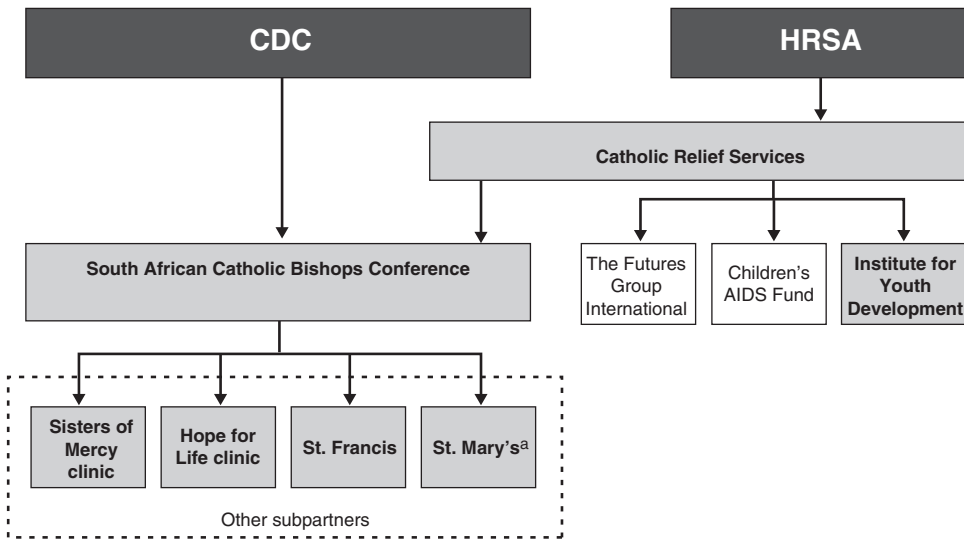 CDC
HRSA
Catholic Relief Services
South African Catholic Bishops Conference
The Futures
Group
International
Children's
AIDS Fund
Institute for
Youth
Development
Sisters of
Mercy
clinic
Hope for
Life clinic
St. Francis
St. Mary'sᵃ
Other subpartners